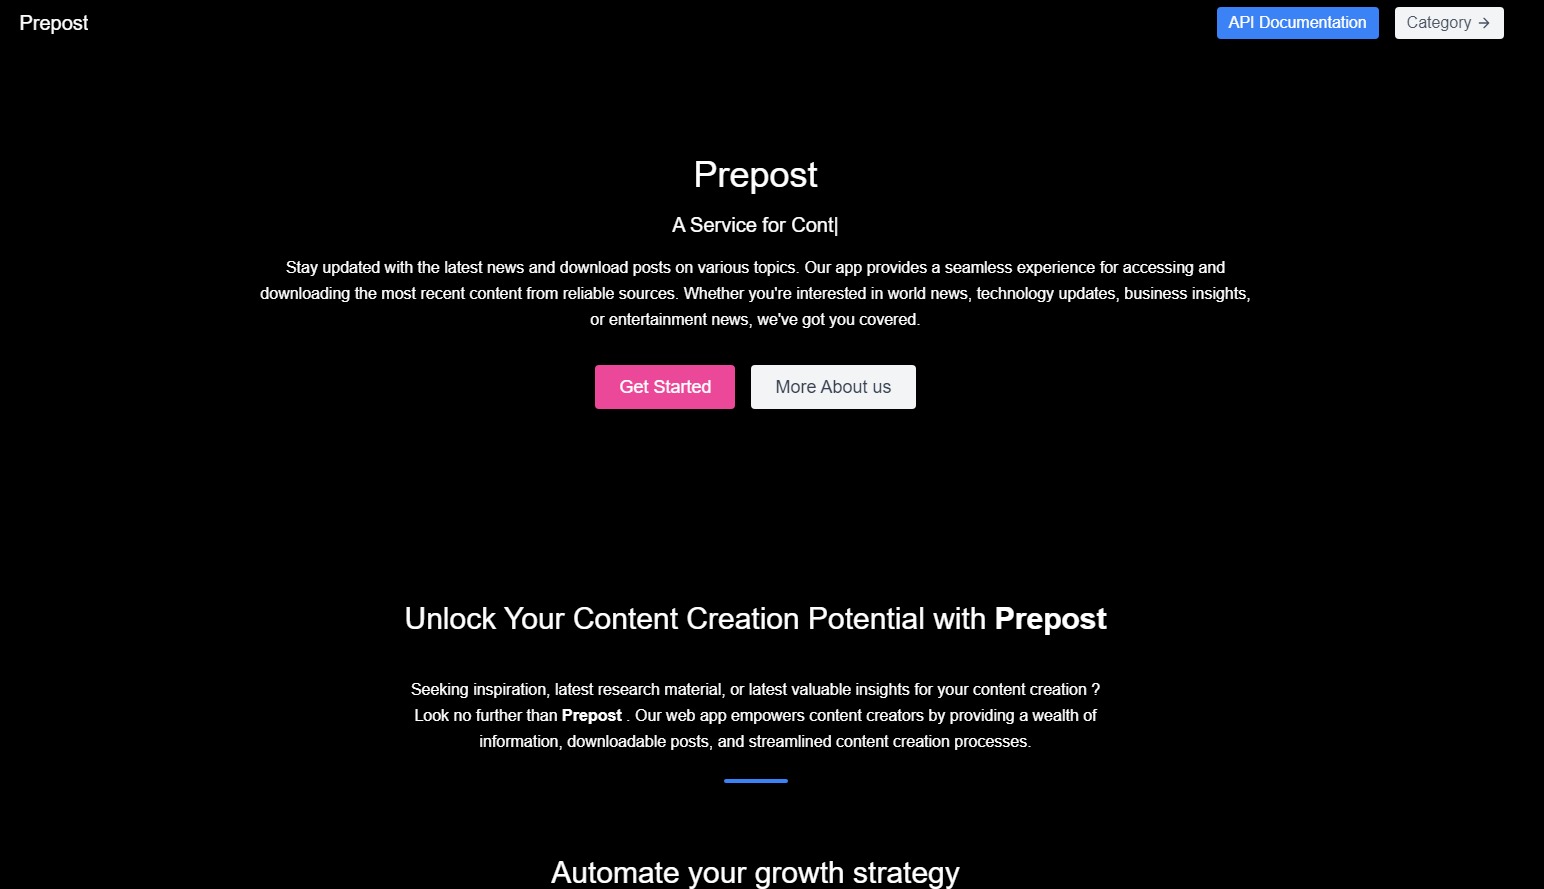 Prepost
API Documentation
Category →
Prepost
A Service for Cont|
Stay updated with the latest news and download posts on various topics. Our app provides a seamless experience for accessing and
downloading the most recent content from reliable sources. Whether you're interested in world news, technology updates, business insights,
or entertainment news, we've got you covered.
Get Started
More About us
Unlock Your Content Creation Potential with Prepost
Seeking inspiration, latest research material, or latest valuable insights for your content creation ?
Look no further than Prepost . Our web app empowers content creators by providing a wealth of
information, downloadable posts, and streamlined content creation processes.
Automate your growth strategy